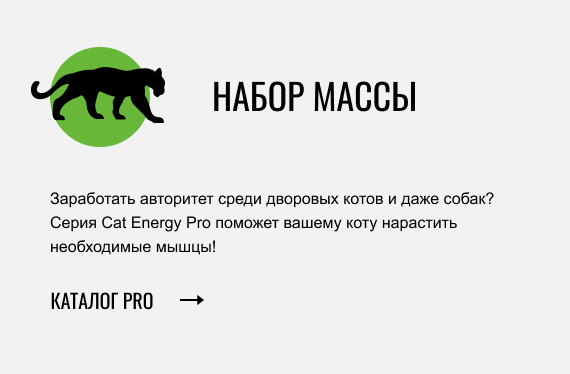 НАБОР МАССЫ
Заработать авторитет среди дворовых котов и даже собак?
Серия Cat Energy Pro поможет вашему коту нарастить
необходимые мышцы!
КАТАЛОГ PRO